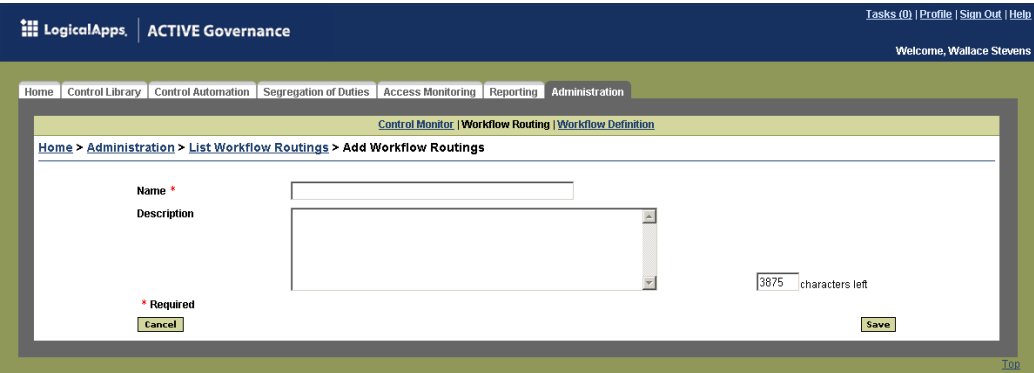 Tasks (0) | Profile | Sign Out | Help
LogicalApps. ACTIVE Governance
Welcome, Wallace Stevens
Home Control Library Control Automation Segregation of Duties Access Monitoring Reporting Administration
Control Monitor | Workflow Routing | Workflow Definition
Home > Administration > List Workflow Routings > Add Workflow Routings
Name *
Description
3875 characters left
* Required
Cancel Save
Top